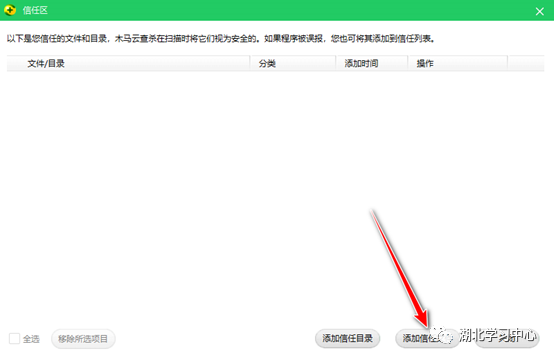 信任区
以下是您信任的文件和目录，木马云查杀在扫描时将它们视为安全的。如果程序被误报，您也可将其添加到信任列表。
文件/目录 分类 添加时间 操作
全选 移除所选项目 添加信任目录 添加信任 湖北学习中心